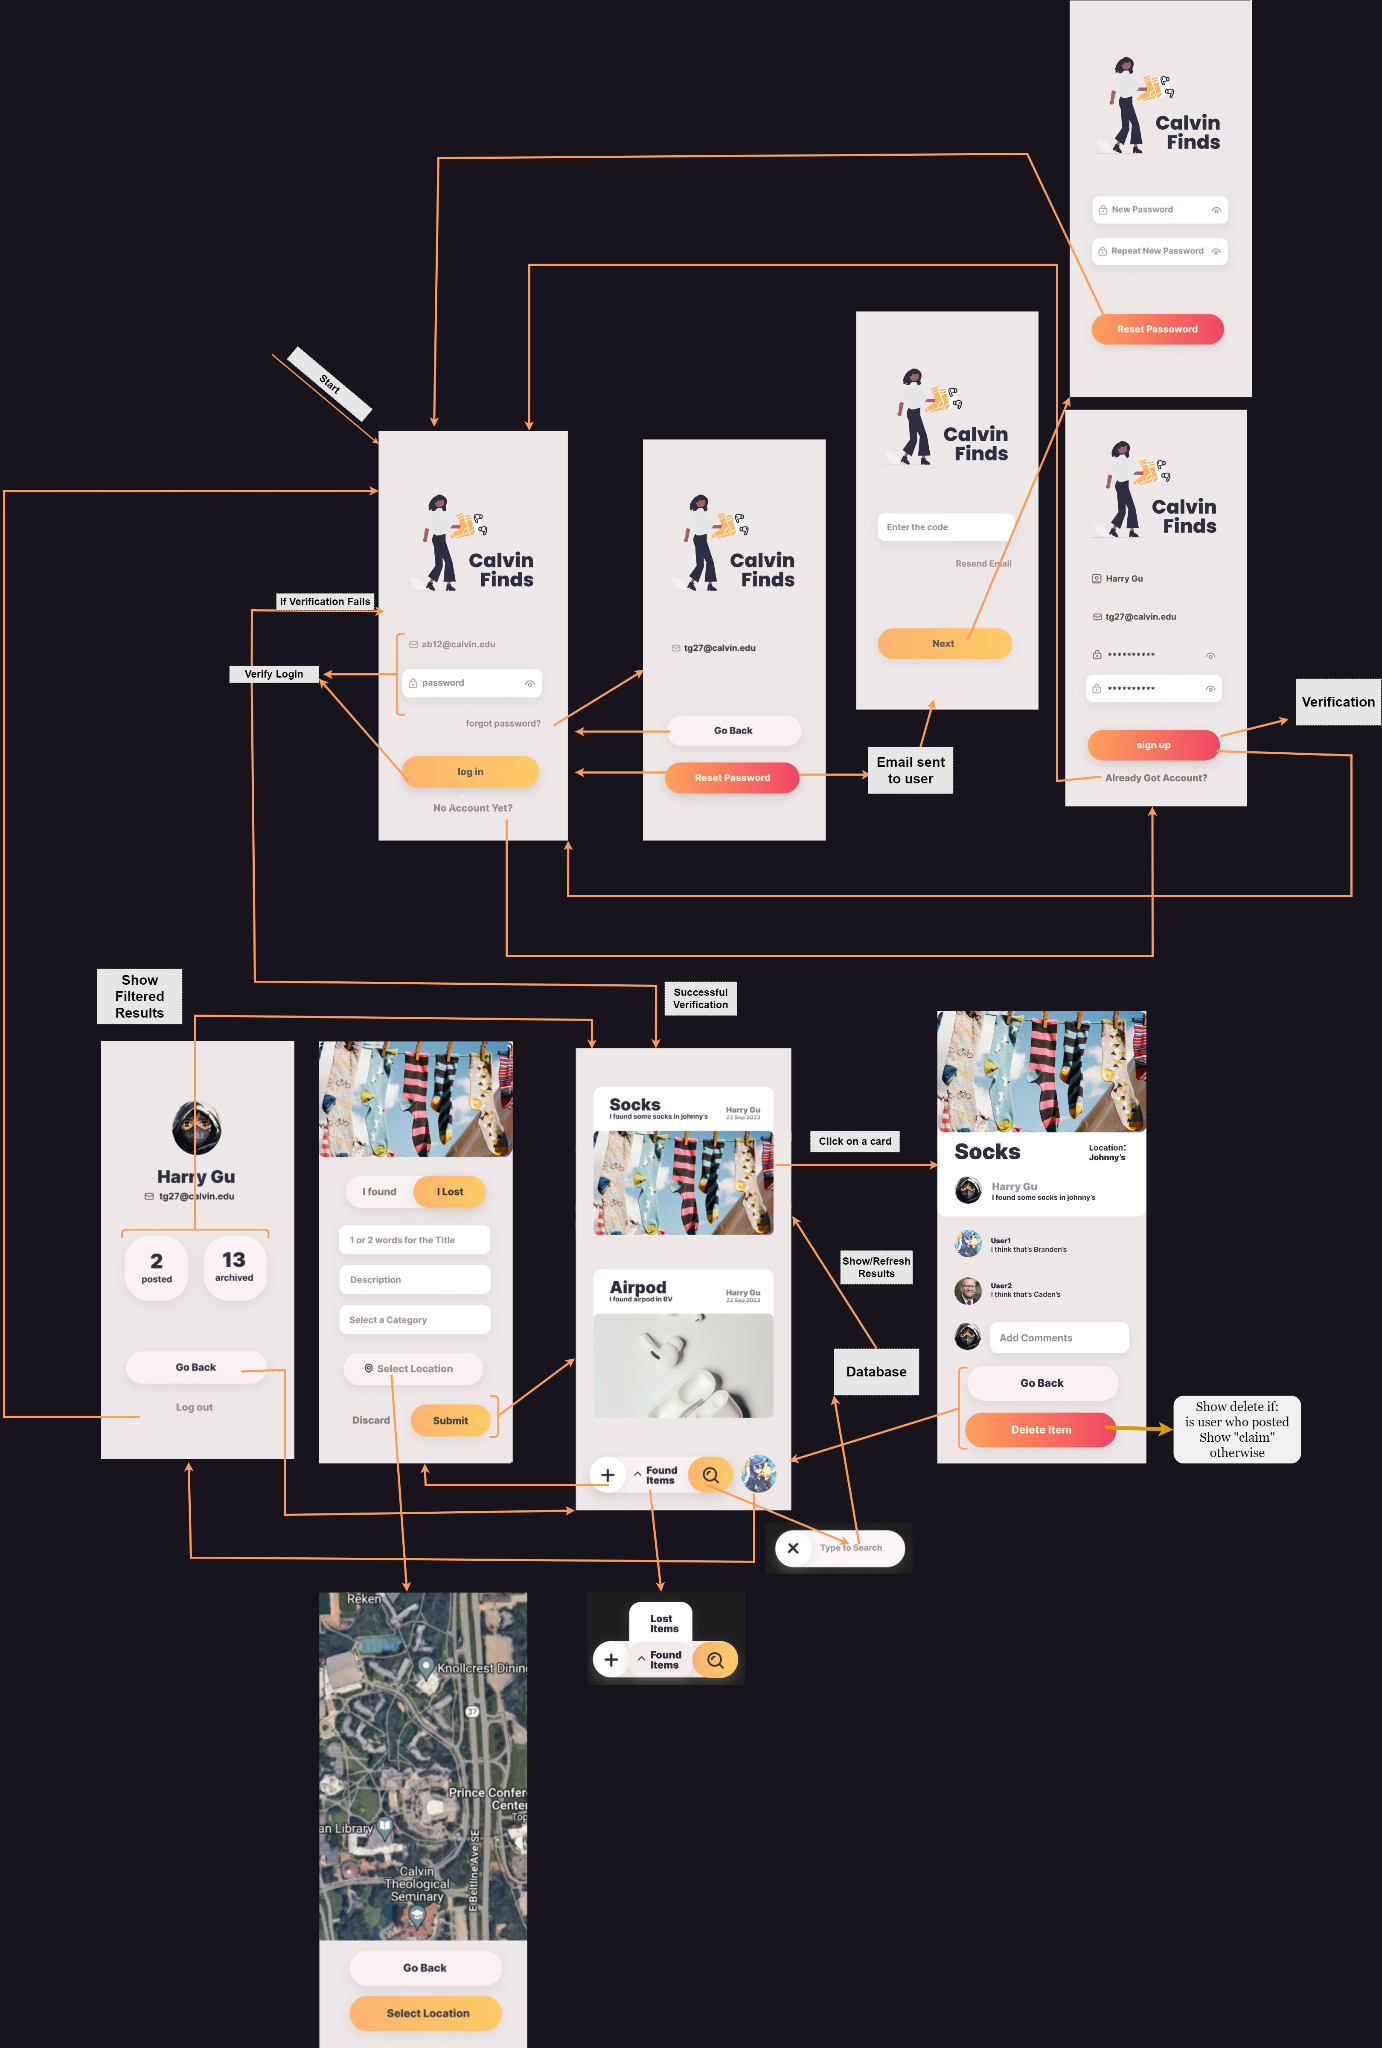 Calvin
Finds
New Password
Repeat New Password
Reset Passoword
Start
Calvin
Finds
Enter the code
Resend Email
Next
Calvin
Finds
Harry Gu
tg27@calvin.edu
**********
**********
sign up
Already Got Account?
Verification
Calvin
Finds
If Verification Fails
ab12@calvin.edu
Verify Login
password
forgot password?
log in
No Account Yet?
Calvin
Finds
tg27@calvin.edu
Go Back
Reset Password
Email sent
to user
Show
Filtered
Results
Successful
Verification
Harry Gu
tg27@calvin.edu
2
posted
13
archived
Go Back
Log out
I found
I Lost
1 or 2 words for the Title
Description
Select a Category
Select Location
Discard
Submit
Socks
I found some socks in johnny's
Harry Gu
22 Sep 2023
Airpod
I found airpod in BV
Harry Gu
22 Sep 2023
Found
Items
Click on a card
Show/Refresh
Results
Database
Type to Search
Lost
Items
Found
Items
Socks
Location:
Johnny's
Harry Gu
I found some socks in johnny's
User1
I think that's Branden's
User2
I think that's Caden's
Add Comments
Go Back
Delete Item
Show delete if:
is user who posted
Show "claim"
otherwise
Reken
Knollcrest Dining
37
Prince Confer
Center
Top
an Library
Calvin
Theological
Seminary
E Beltline Ave SE
Go Back
Select Location